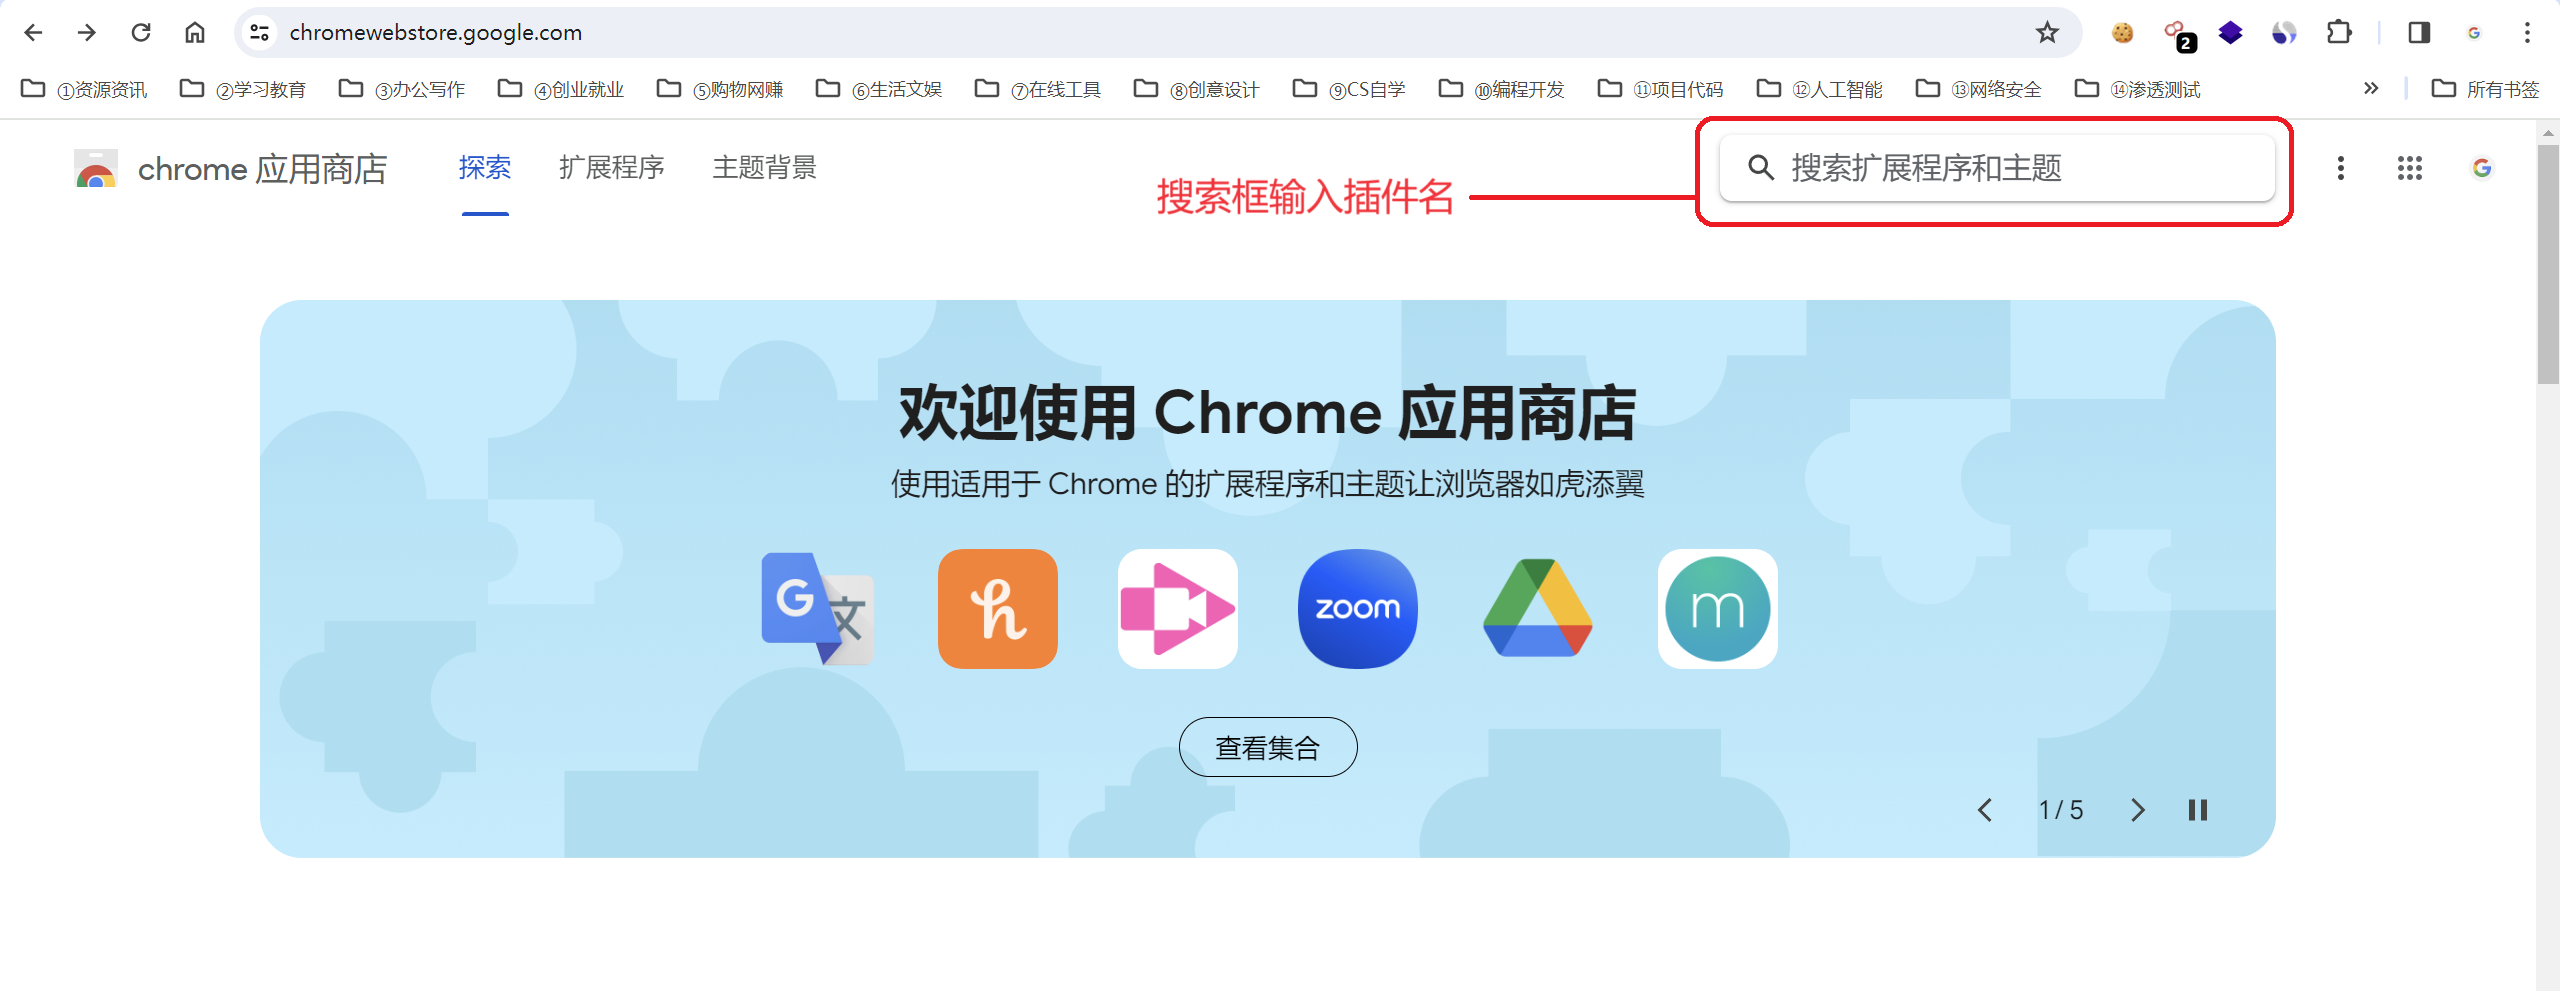 chromewebstore.google.com
2
①资源资讯 ②学习教育 ③办公写作 ④创业就业 ⑤购物网赚 ⑥生活文娱 ⑦在线工具 ⑧创意设计 ⑨CS自学 ⑩编程开发 ⑪项目代码 ⑫人工智能 ⑬网络安全 ⑭渗透测试 » 所有书签
chrome 应用商店 探索 扩展程序 主题背景
搜索扩展程序和主题
搜索框输入插件名
欢迎使用 Chrome 应用商店
使用适用于 Chrome 的扩展程序和主题让浏览器如虎添翼
G 文 h zoom m
查看集合
1 / 5